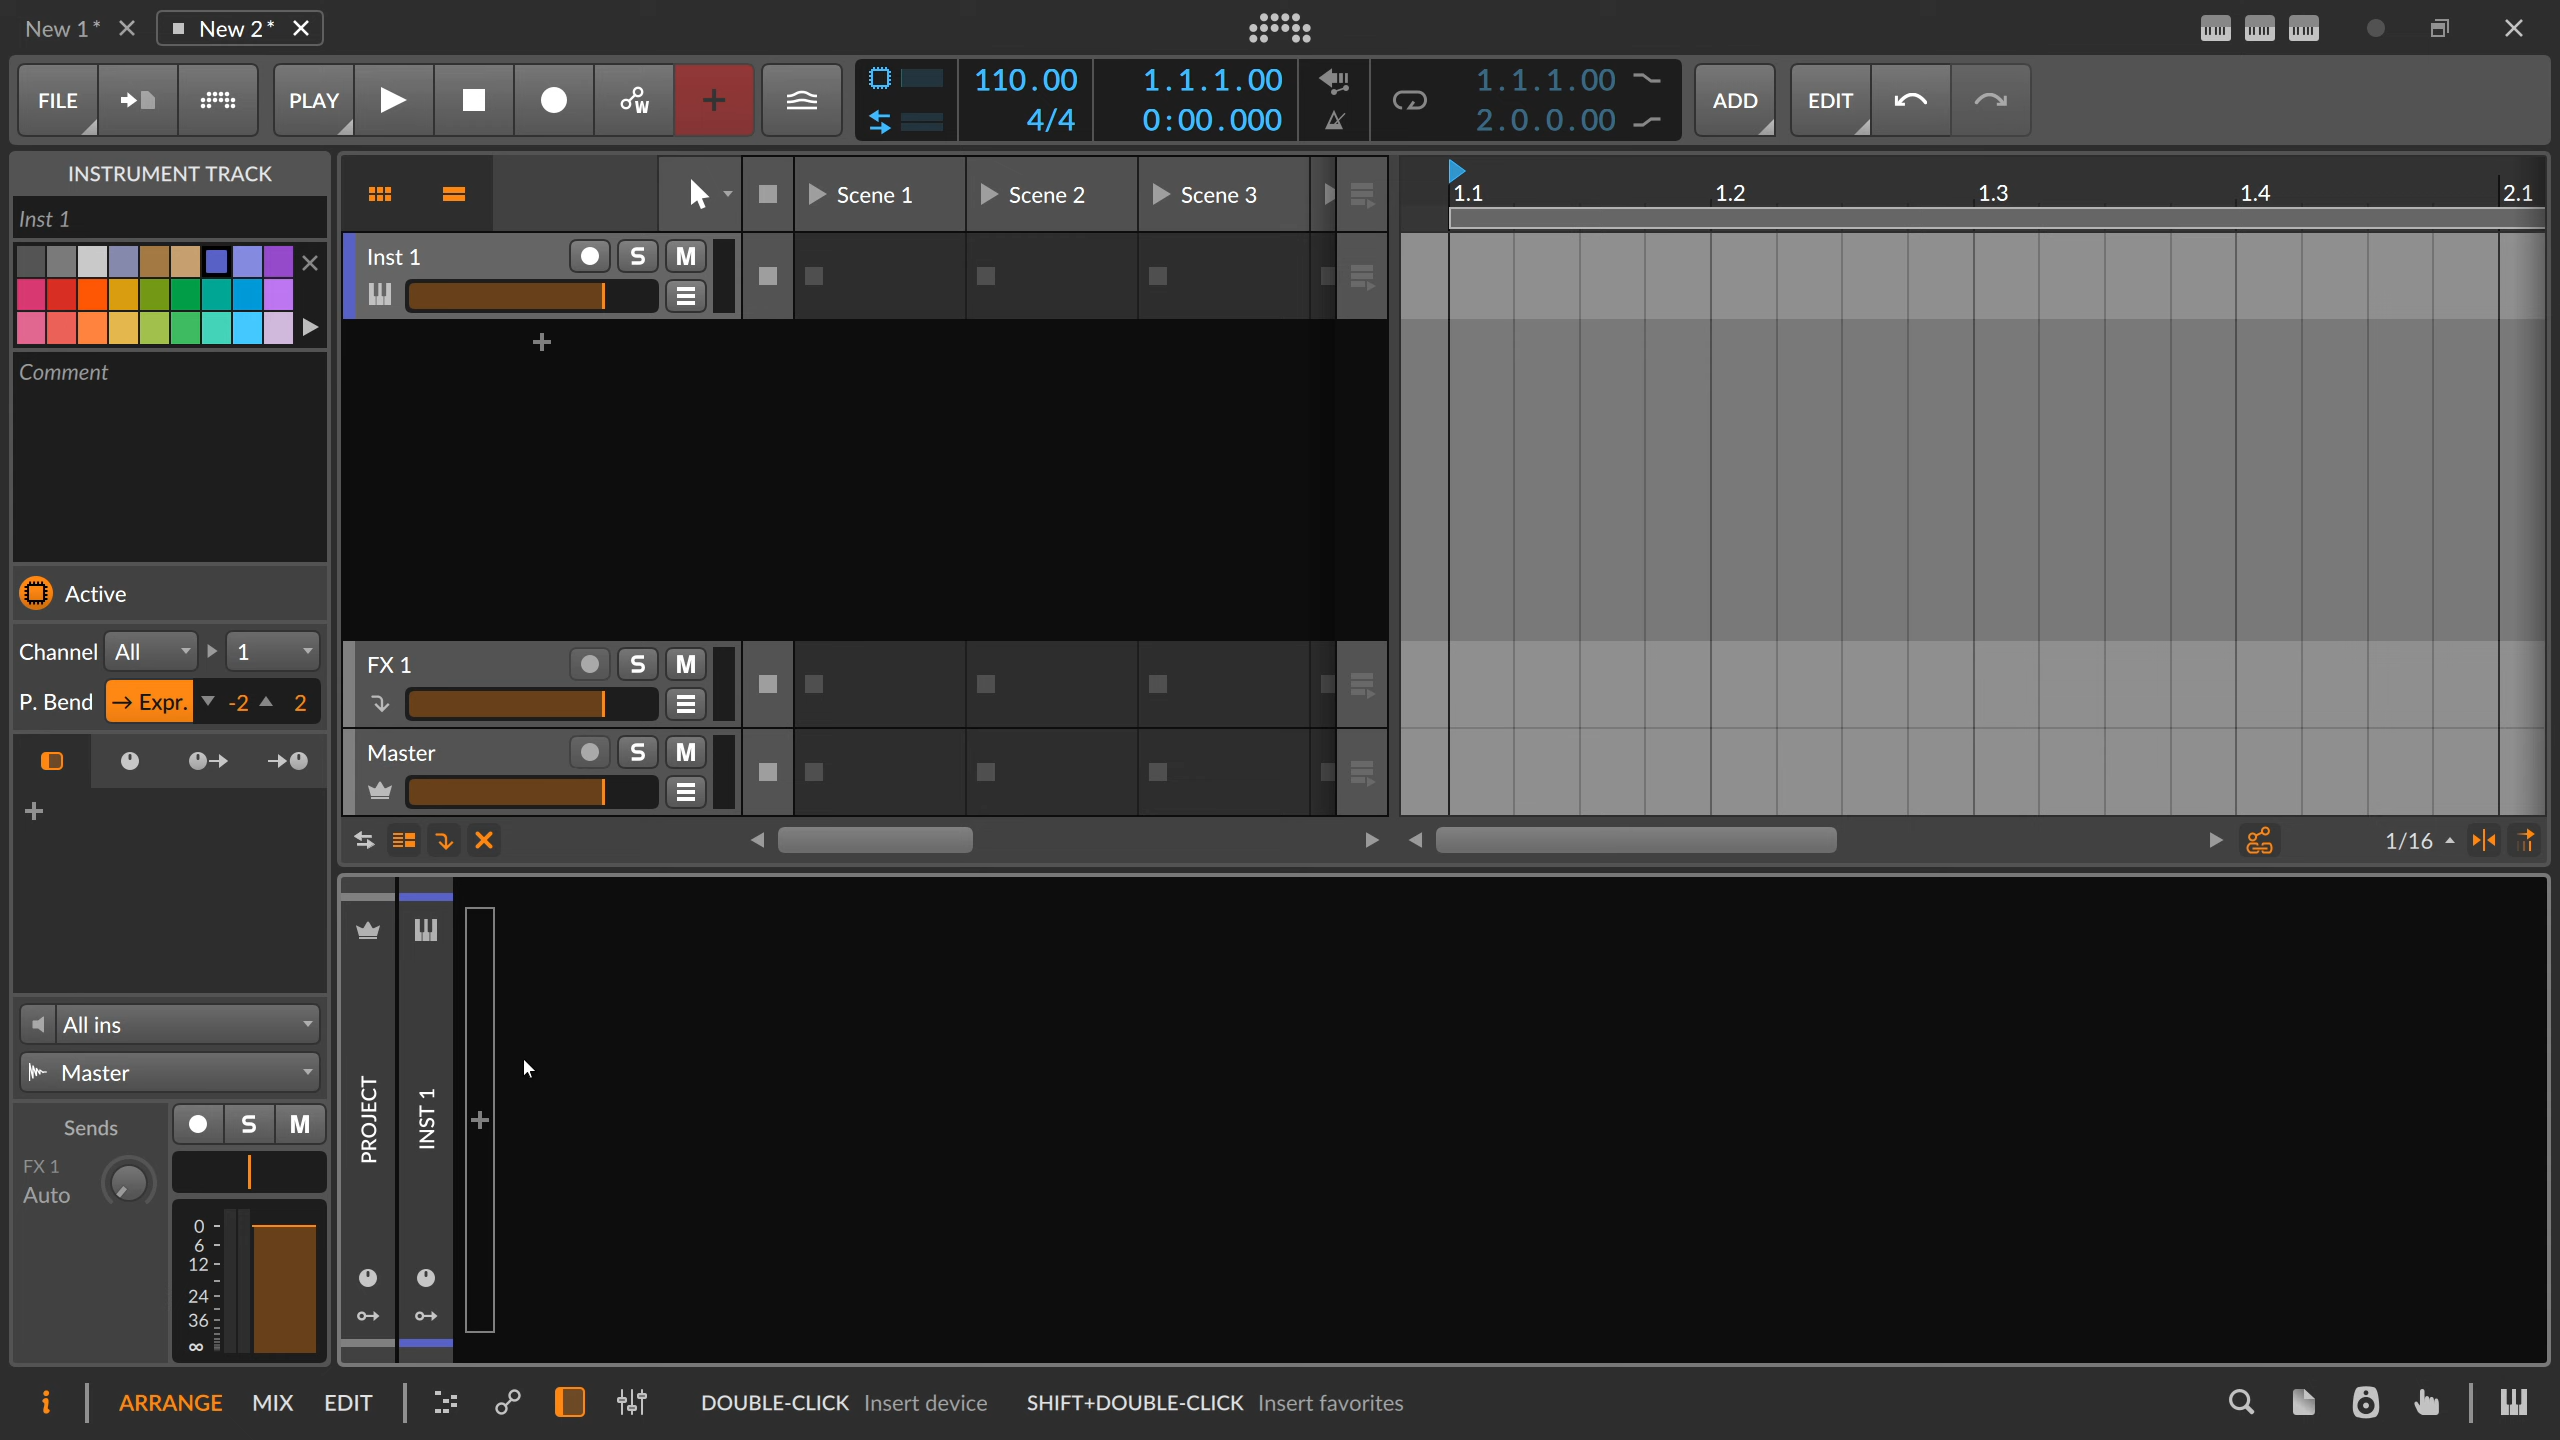 New 1*
New 2*
FILE
PLAY
W
110.00
4/4
1.1.1.00
0:00.000
1.1.1.00
2.0.0.00
ADD
EDIT
INSTRUMENT TRACK
Inst 1
Comment
Active
Channel All 1
P. Bend Expr. -2 2
All ins
Master
Sends
FX 1
Auto
S M
0
6
12
24
36
∞
Scene 1
Scene 2
Scene 3
Inst 1 S M
FX 1 S M
Master S M
1.1
1.2
1.3
1.4
2.1
1/16
PROJECT
INST 1
i
ARRANGE MIX EDIT
DOUBLE-CLICK Insert device SHIFT+DOUBLE-CLICK Insert favorites